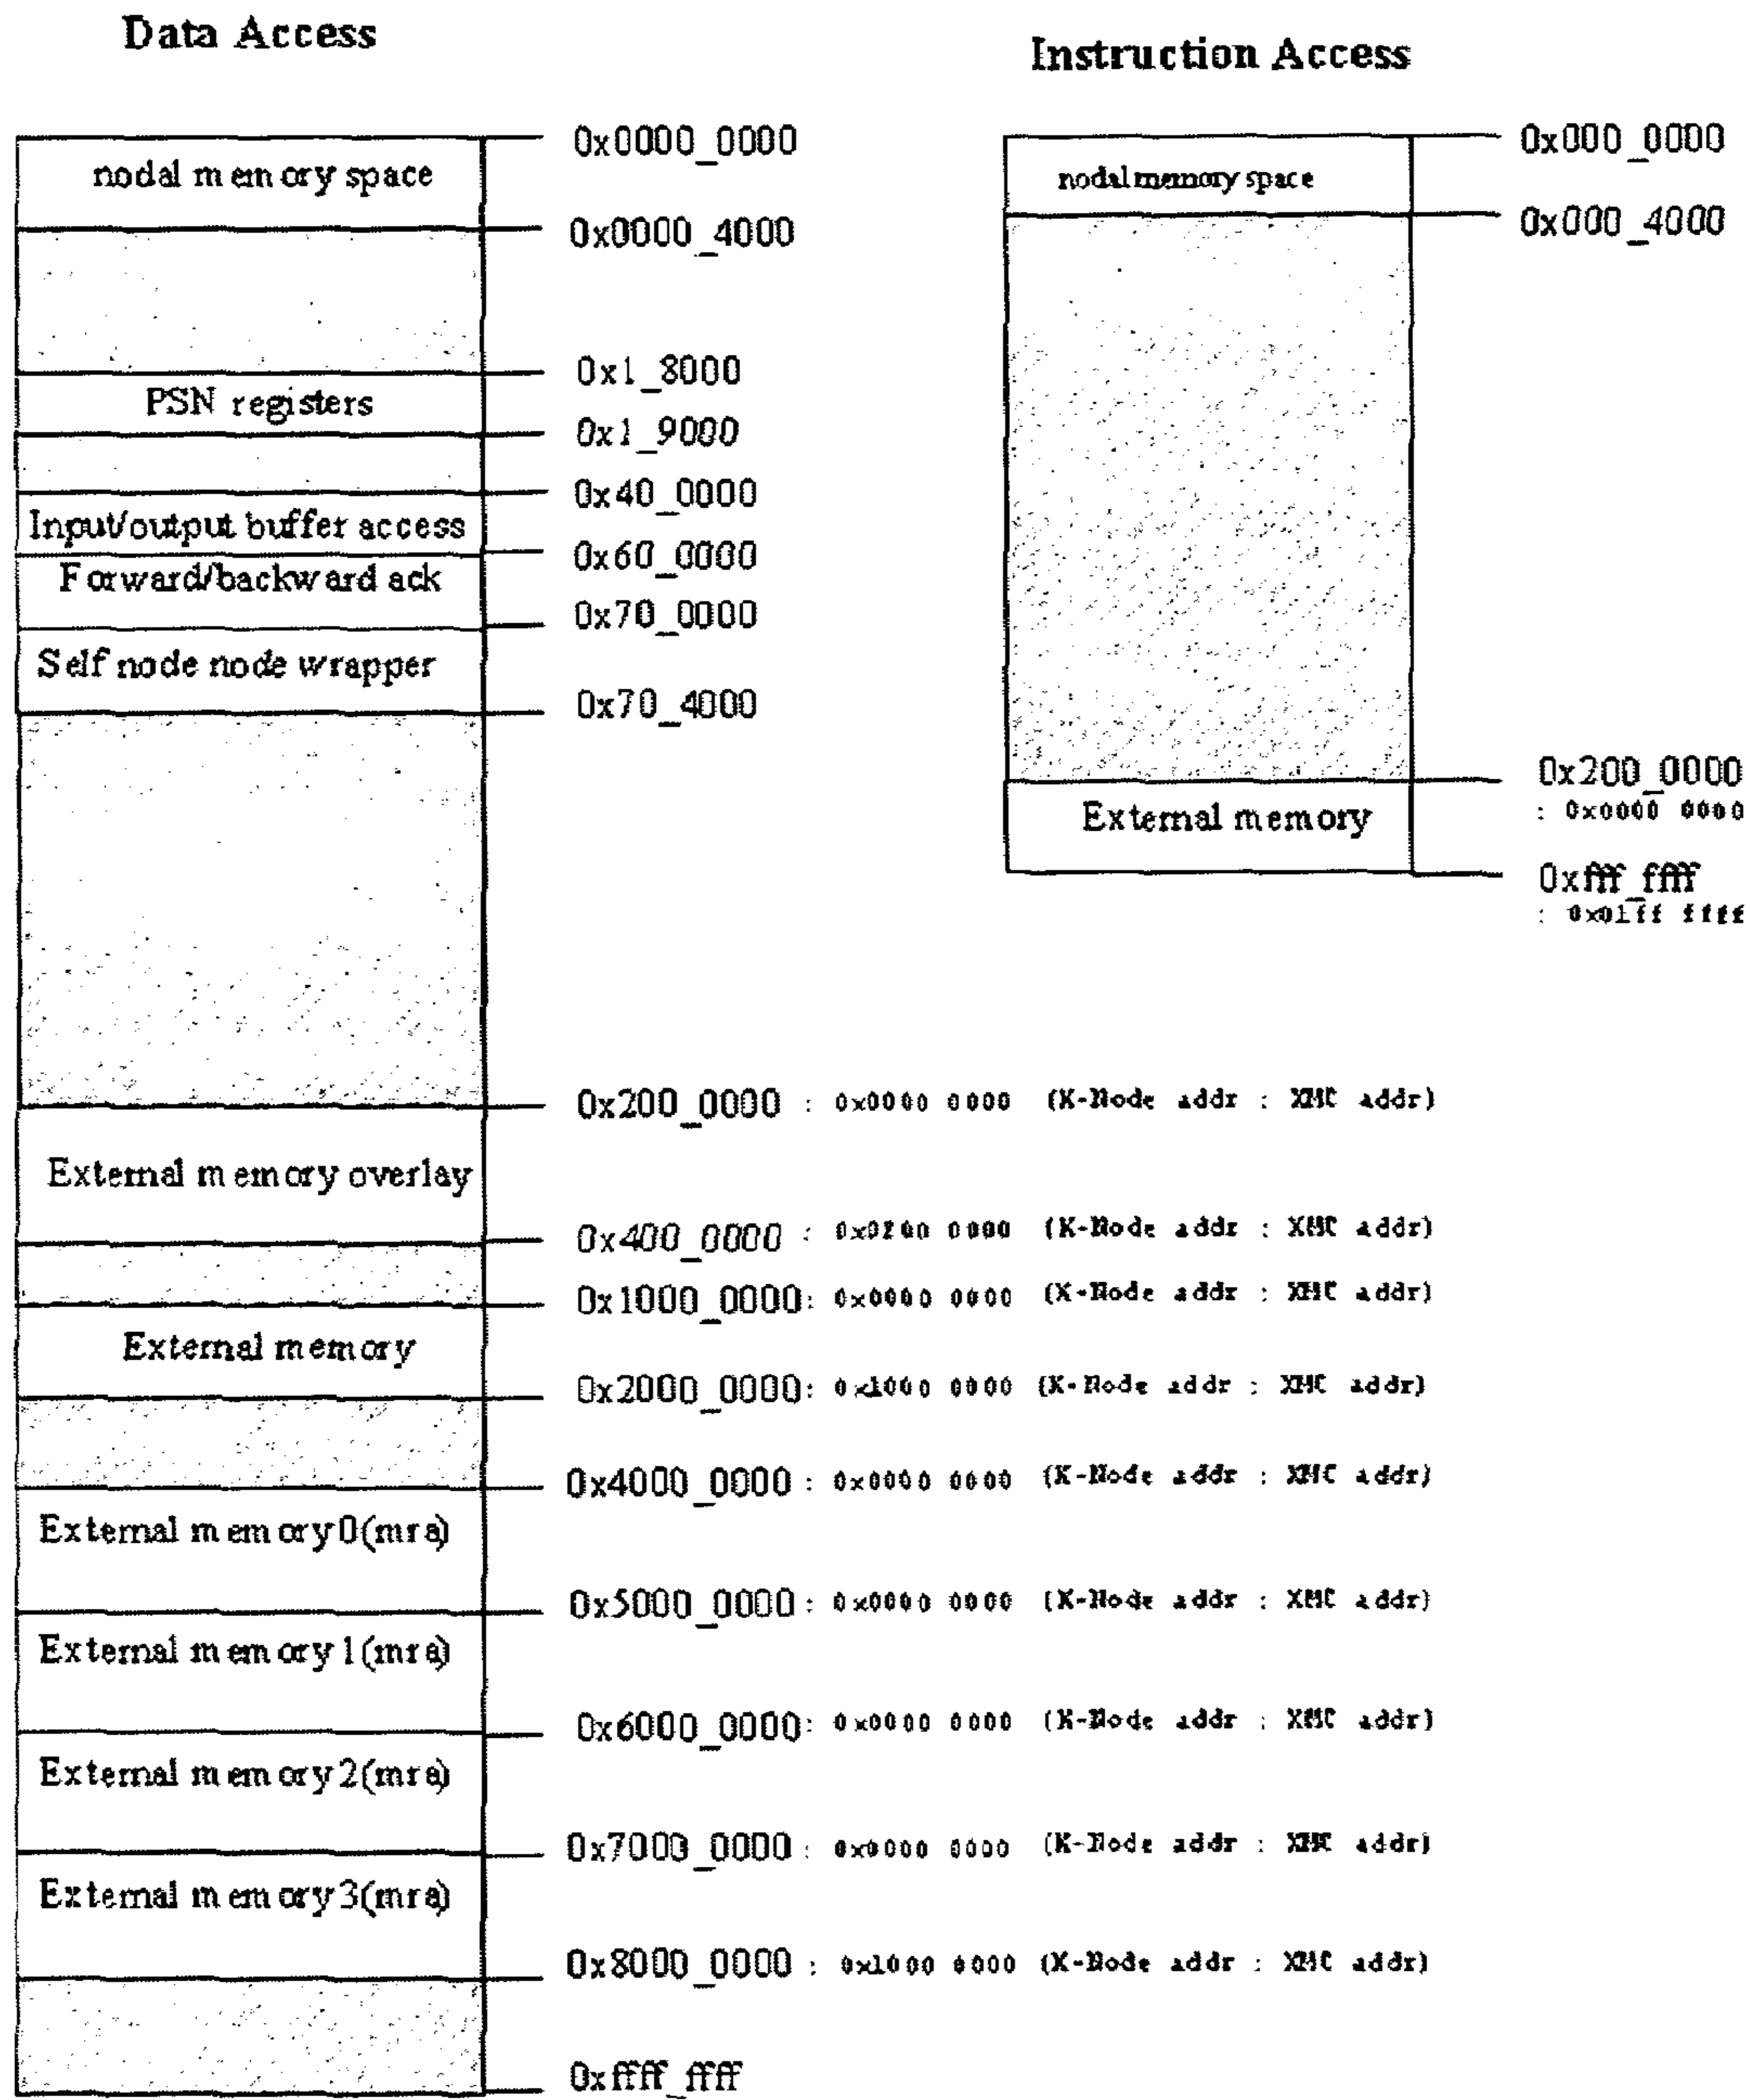 Data Access
0x0000_0000
nodal memory space
0x0000_4000
0x1_8000
PSN registers
0x1_9000
0x40_0000
Input/output buffer access
0x60_0000
Forward/backward ack
0x70_0000
Self node node wrapper
0x70_4000
0x200_0000 : 0x0000 0000 (K-Node addr : XMC addr)
External memory overlay
0x400_0000 : 0x0200 0000 (K-Node addr : XMC addr)
0x1000_0000: 0x0000 0000 (K-Node addr : XMC addr)
External memory
0x2000_0000: 0x1000 0000 (K-Node addr : XMC addr)
0x4000_0000 : 0x0000 0000 (K-Node addr : XMC addr)
External memory 0(mra)
0x5000_0000 : 0x0000 0000 (K-Node addr : XMC addr)
External memory 1(mra)
0x6000_0000: 0x0000 0000 (K-Node addr : XMC addr)
External memory 2(mra)
0x7000_0000 : 0x0000 0000 (K-Node addr : XMC addr)
External memory 3(mra)
0x8000_0000 : 0x1000 0000 (K-Node addr : XMC addr)
0xffff_ffff
Instruction Access
0x000_0000
nodal memory space
0x000_4000
0x200_0000
: 0x0000 0000
External memory
0xfff_ffff
: 0x01ff ffff